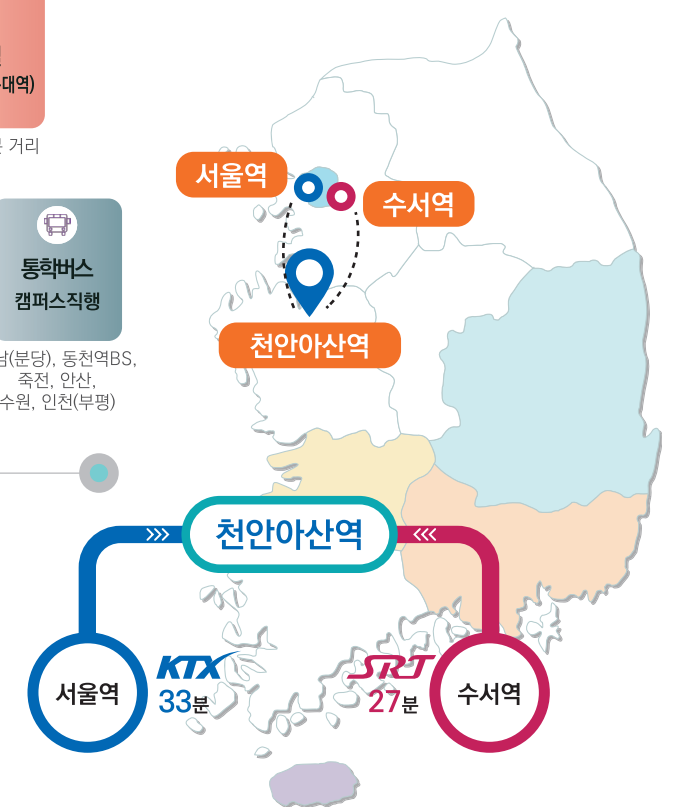 대역)
거리
서울역
수서역
통학버스
캠퍼스직행
천안아산역
(분당), 동천역BS,
죽전, 안산,
수원, 인천(부평)
천안아산역
서울역
KTX
33분
SRT
27분
수서역